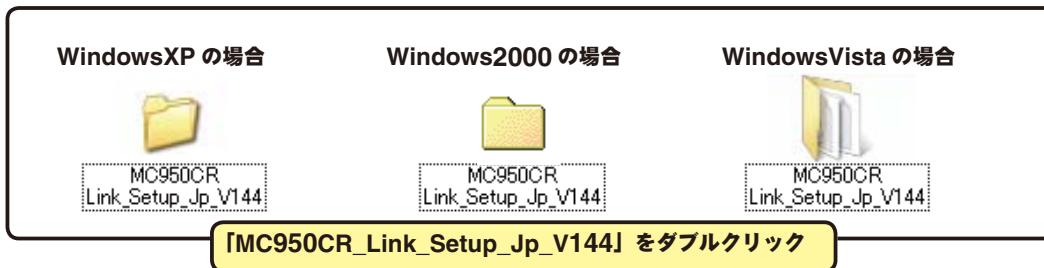 WindowsXP の場合
Windows2000 の場合
WindowsVista の場合
MC950CR
Link_Setup_Jp_V144
MC950CR
Link_Setup_Jp_V144
MC950CR
Link_Setup_Jp_V144
「MC950CR_Link_Setup_Jp_V144」をダブルクリック